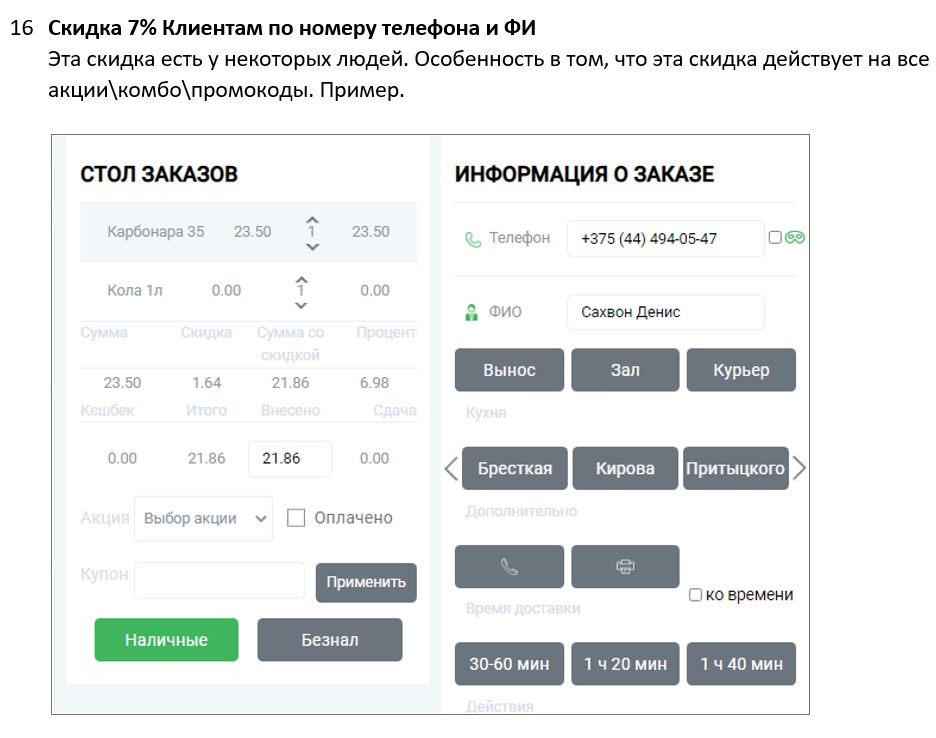 16 Скидка 7% Клиентам по номеру телефона и ФИ
Эта скидка есть у некоторых людей. Особенность в том, что эта скидка действует на все
акции\комбо\промокоды. Пример.
СТОЛ ЗАКАЗОВ
Карбонара 35 23.50 1 23.50
Кола 1л 0.00 1 0.00
Сумма Скидка Сумма со Процент
скидкой
23.50 1.64 21.86 6.98
Кешбек Итого Внесено Сдача
0.00 21.86 21.86 0.00
Акция Выбор акции Оплачено
Купон Применить
Наличные Безнал
ИНФОРМАЦИЯ О ЗАКАЗЕ
Телефон +375 (44) 494-05-47
ФИО Сахвон Денис
Вынос Зал Курьер
Кухня
Брестская Кирова Притыцкого
Дополнительно
ко времени
Время доставки
30-60 мин 1 ч 20 мин 1 ч 40 мин
Действия